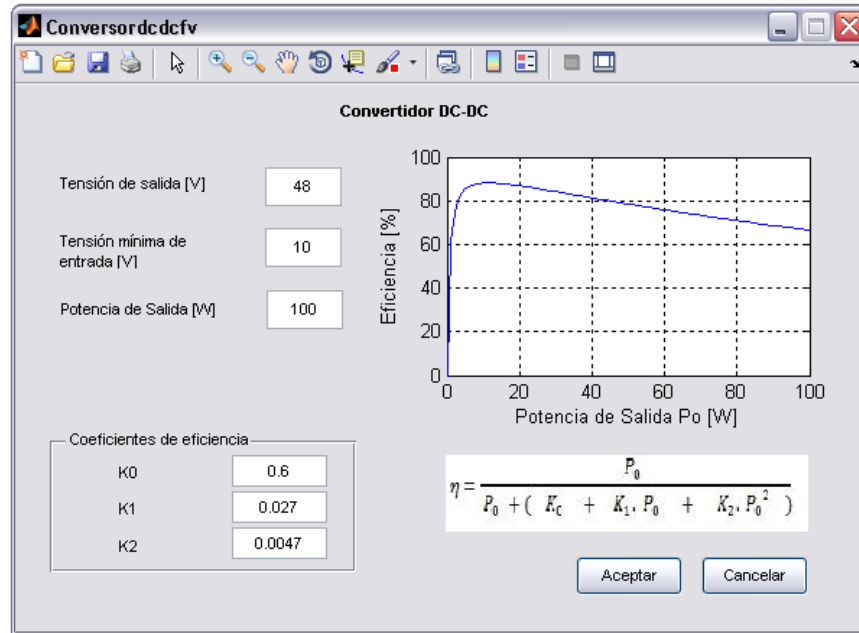 Conversordcdcfv
Convertidor DC-DC
Tensión de salida [V]
48
Tensión mínima de
entrada [V]
10
Potencia de Salida [W]
100
Eficiencia [%]
100
80
60
40
20
0
0 20 40 60 80 100
Potencia de Salida Po [W]
Coeficientes de eficiencia
K0
0.6
K1
0.027
K2
0.0047
η = P₀ / P₀ + ( K₀ + K₁. P₀ + K₂. P₀² )
Aceptar
Cancelar